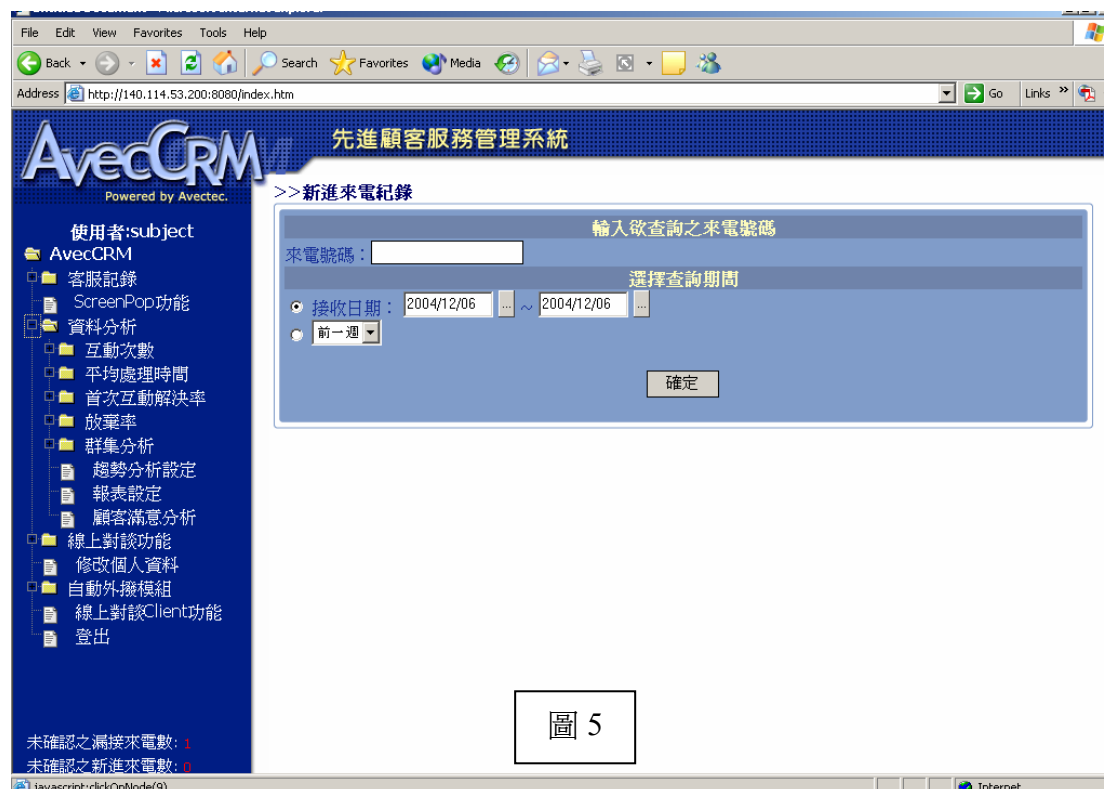 File Edit View Favorites Tools Help
Back Search Favorites Media
Address http://140.114.53.200:8080/index.htm Go Links »
AvecCRM
Powered by Avectec.
先進顧客服務管理系統
>>新進來電紀錄
使用者:subject
AvecCRM
客服記錄
ScreenPop功能
資料分析
互動次數
平均處理時間
首次互動解決率
放棄率
群集分析
趨勢分析設定
報表設定
顧客滿意分析
線上對談功能
修改個人資料
自動外撥模組
線上對談Client功能
登出
未確認之漏接來電數: 1
未確認之新進來電數: 0
輸入欲查詢之來電號碼
來電號碼：
選擇查詢期間
接收日期： 2004/12/06 ... ~ 2004/12/06 ...
前一週
確定
圖 5
javascript:clickOnNode(9) Internet